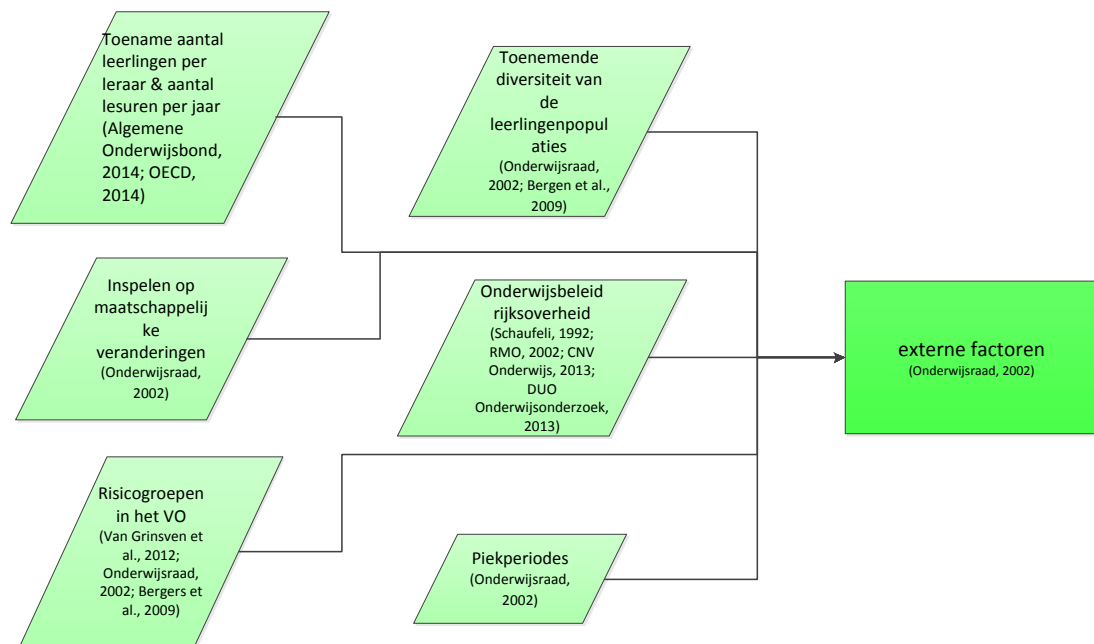 Toename aantal
leerlingen per
leraar & aantal
lesuren per jaar
(Algemene
Onderwijsbond,
2014; OECD,
2014)
Toenemende
diversiteit van
de
leerlingenpopul
aties
(Onderwijsraad,
2002; Bergen et al.,
2009)
Inspelen op
maatschappelij
ke
veranderingen
(Onderwijsraad,
2002)
Onderwijsbeleid
rijksoverheid
(Schaufeli, 1992;
RMO, 2002; CNV
Onderwijs, 2013;
DUO
Onderwijsonderzoek,
2013)
externe factoren
(Onderwijsraad, 2002)
Risicogroepen
in het VO
(Van Grinsven et
al., 2012;
Onderwijsraad,
2002; Bergers et
al., 2009)
Piekperiodes
(Onderwijsraad,
2002)